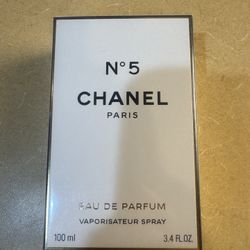 N°5
CHANEL
PARIS
EAU DE PARFUM
VAPORISATEUR SPRAY
100 ml 3.4 FL.OZ.